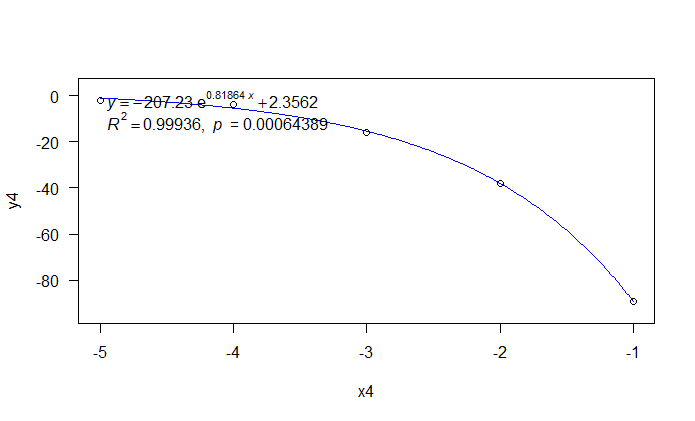 y = −207.23 e^0.81864 x + 2.3562
R^2 = 0.99936, p = 0.00064389
0
-20
-40
-60
-80
y4
-5 -4 -3 -2 -1
x4